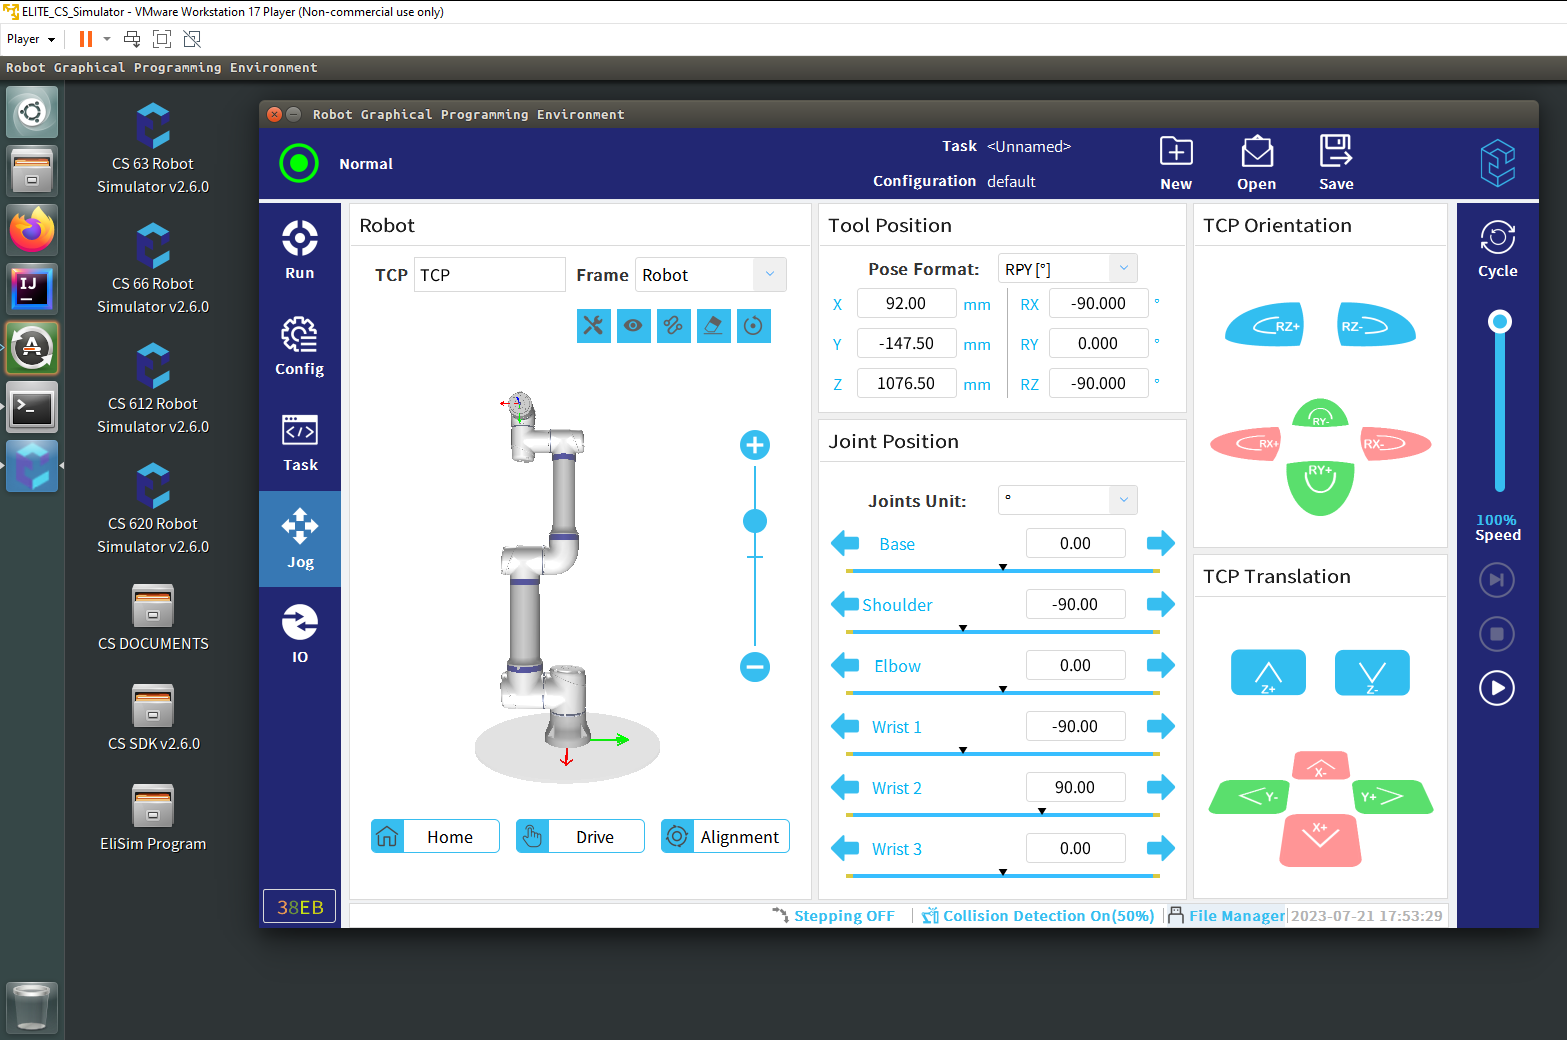 ELITE_CS_Simulator - VMware Workstation 17 Player (Non-commercial use only)
Player
Robot Graphical Programming Environment
CS 63 Robot
Simulator v2.6.0
CS 66 Robot
Simulator v2.6.0
CS 612 Robot
Simulator v2.6.0
CS 620 Robot
Simulator v2.6.0
CS DOCUMENTS
CS SDK v2.6.0
EliSim Program
IJ
A
>_
Robot Graphical Programming Environment
Normal
Task <Unnamed>
Configuration default
New
Open
Save
Run
Config
Task
Jog
IO
38EB
Robot
TCP TCP Frame Robot
Home
Drive
Alignment
Tool Position
Pose Format: RPY [°]
X 92.00 mm RX -90.000 °
Y -147.50 mm RY 0.000 °
Z 1076.50 mm RZ -90.000 °
Joint Position
Joints Unit: °
Base 0.00
Shoulder -90.00
Elbow 0.00
Wrist 1 -90.00
Wrist 2 90.00
Wrist 3 0.00
TCP Orientation
RZ+ RZ-
RY-
RX+ RX-
RY+
TCP Translation
Z+ Z-
X-
Y- Y+
X+
Cycle
100%
Speed
Stepping OFF
Collision Detection On(50%)
File Manager
2023-07-21 17:53:29